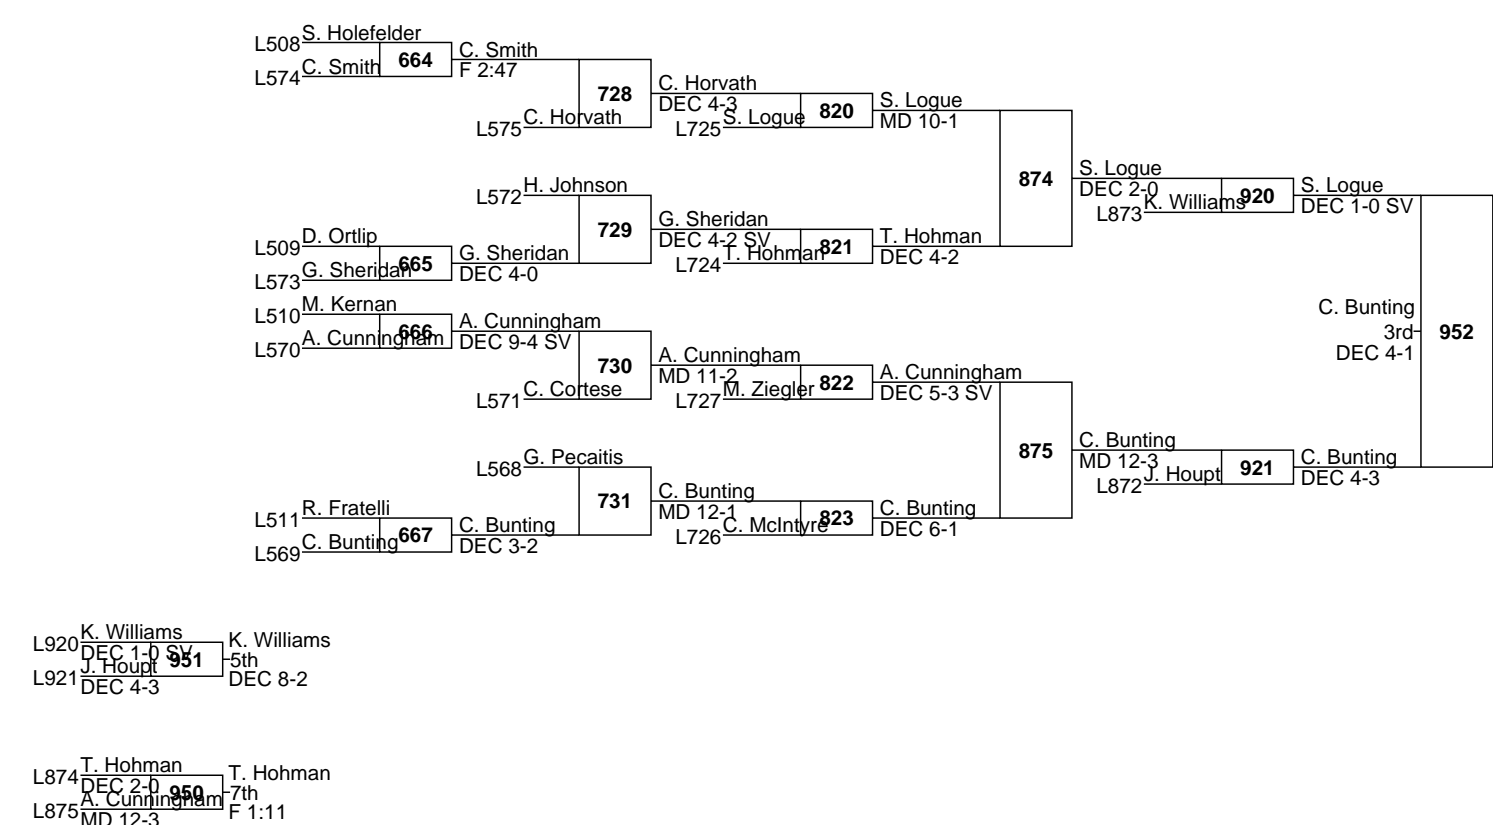 S. Holefelder
L508
C. Smith
L574
664
C. Smith
F 2:47
728
C. Horvath
L575
C. Horvath
DEC 4-3
S. Logue
L725
820
S. Logue
MD 10-1
874
H. Johnson
L572
729
D. Ortlip
L509
G. Sheridan
L573
665
G. Sheridan
DEC 4-0
G. Sheridan
DEC 4-2 SV
T. Hohman
L724
821
T. Hohman
DEC 4-2
S. Logue
DEC 2-0
K. Williams
L873
920
S. Logue
DEC 1-0 SV
M. Kernan
L510
A. Cunningham
L570
666
A. Cunningham
DEC 9-4 SV
730
C. Cortese
L571
A. Cunningham
MD 11-2
M. Ziegler
L727
822
A. Cunningham
DEC 5-3 SV
875
C. Bunting
3rd
DEC 4-1
952
G. Pecaitis
L568
731
R. Fratelli
L511
C. Bunting
L569
667
C. Bunting
DEC 3-2
C. Bunting
MD 12-1
C. McIntyre
L726
823
C. Bunting
DEC 6-1
C. Bunting
MD 12-3
J. Houpt
L872
921
C. Bunting
DEC 4-3
K. Williams
L920
DEC 1-0 SV
J. Houpt
L921
DEC 4-3
951
K. Williams
5th
DEC 8-2
T. Hohman
L874
DEC 2-0
A. Cunningham
L875
MD 12-3
950
T. Hohman
7th
F 1:11